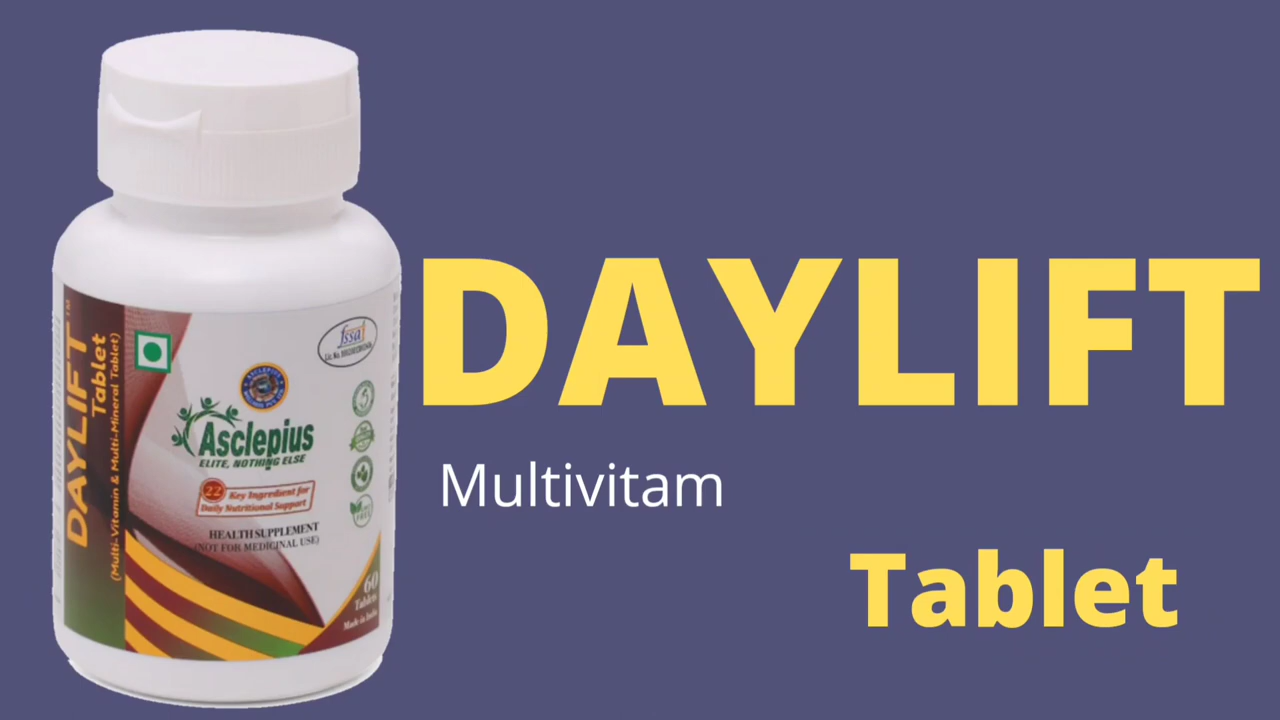 DAYLIFT™
Tablet
(Multi-Vitamin & Multi-Mineral Tablet)
fssai
Asclepius
ELITE, NOTHING ELSE
22 Key Ingredient for
Daily Nutritional Support
HEALTH SUPPLEMENT
(NOT FOR MEDICINAL USE)
60
Tablets
Made in India
DAYLIFT
Multivitam
Tablet